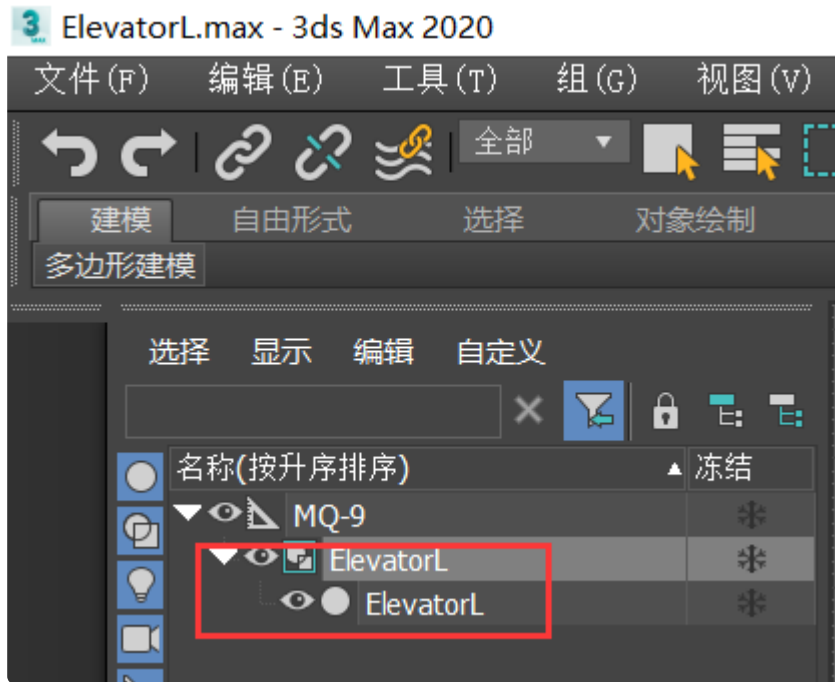 ElevatorL.max - 3ds Max 2020
文件(F) 编辑(E) 工具(T) 组(G) 视图(V)
全部
建模 自由形式 选择 对象绘制
多边形建模
选择 显示 编辑 自定义
名称(按升序排序) 冻结
MQ-9
ElevatorL
ElevatorL